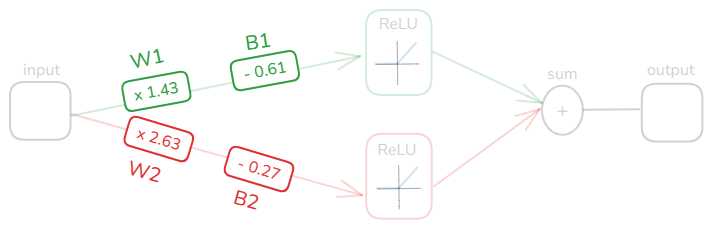 input
W1
x 1.43
B1
- 0.61
ReLU
x 2.63
W2
- 0.27
B2
ReLU
sum
+
output